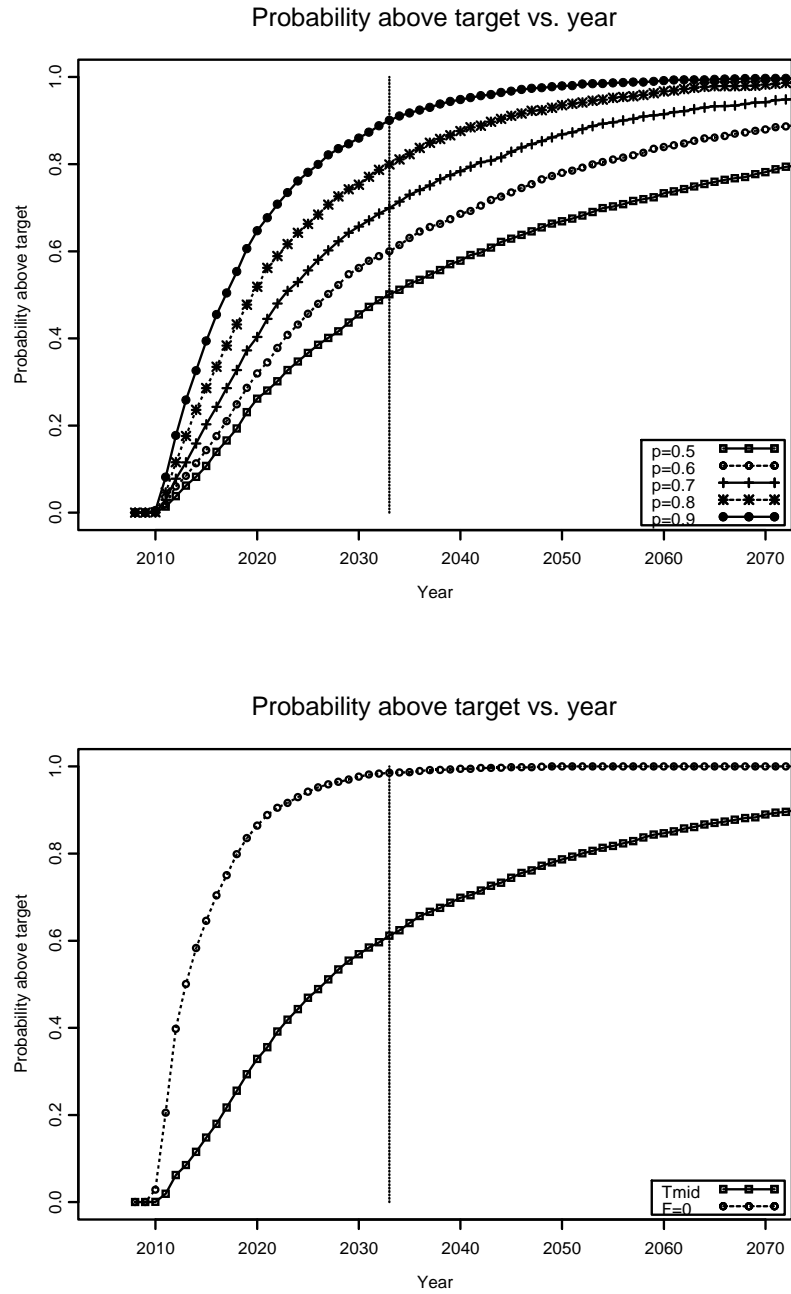 Probability above target vs. year
Probability above target
1.0
0.8
0.6
0.4
0.2
0.0
p=0.5
p=0.6
p=0.7
p=0.8
p=0.9
2010 2020 2030 2040 2050 2060 2070
Year
Probability above target vs. year
Probability above target
1.0
0.8
0.6
0.4
0.2
0.0
Tmid
F=0
2010 2020 2030 2040 2050 2060 2070
Year